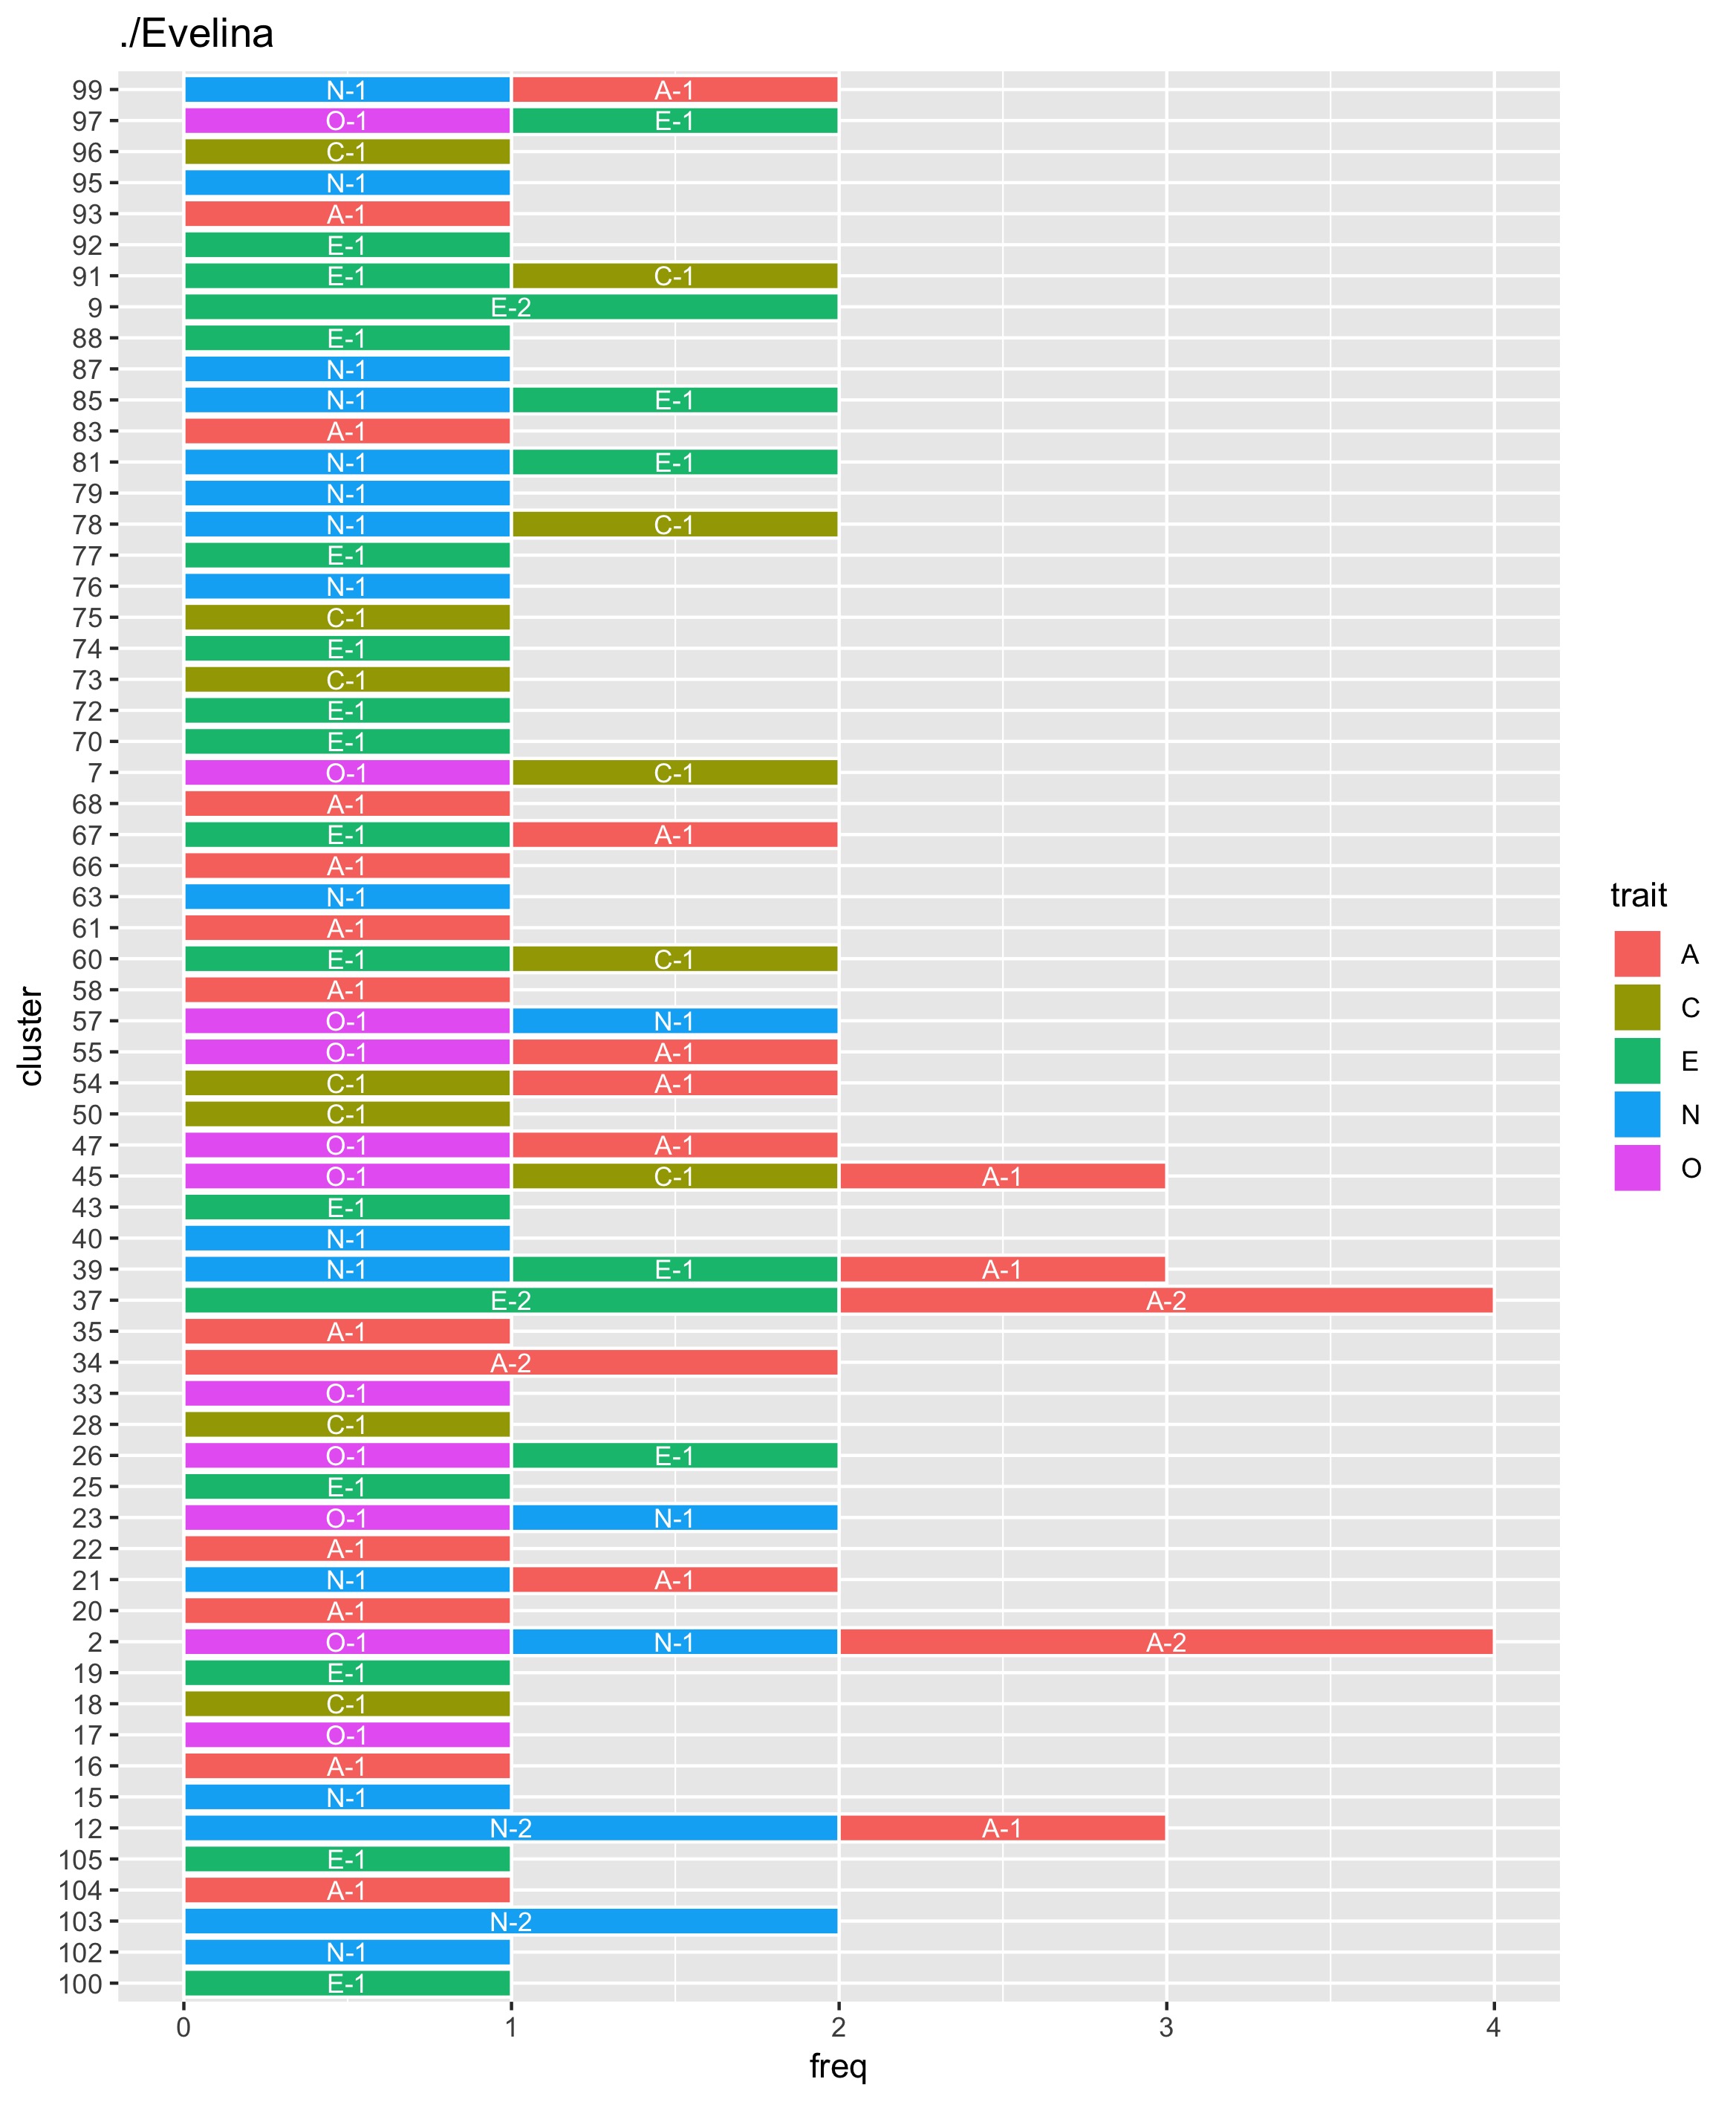 ./Evelina
99 N-1 A-1
97 O-1 E-1
96 C-1
95 N-1
93 A-1
92 E-1
91 E-1 C-1
9 E-2
88 E-1
87 N-1
85 N-1 E-1
83 A-1
81 N-1 E-1
79 N-1
78 N-1 C-1
77 E-1
76 N-1
75 C-1
74 E-1
73 C-1
72 E-1
70 E-1
7 O-1 C-1
68 A-1
67 E-1 A-1
66 A-1
63 N-1
61 A-1
60 E-1 C-1
58 A-1
57 O-1 N-1
55 O-1 A-1
54 C-1 A-1
50 C-1
47 O-1 A-1
45 O-1 C-1 A-1
43 E-1
40 N-1
39 N-1 E-1 A-1
37 E-2 A-2
35 A-1
34 A-2
33 O-1
28 C-1
26 O-1 E-1
25 E-1
23 O-1 N-1
22 A-1
21 N-1 A-1
20 A-1
2 O-1 N-1 A-2
19 E-1
18 C-1
17 O-1
16 A-1
15 N-1
12 N-2 A-1
105 E-1
104 A-1
103 N-2
102 N-1
100 E-1
0 1 2 3 4
freq
cluster
trait
A
C
E
N
O